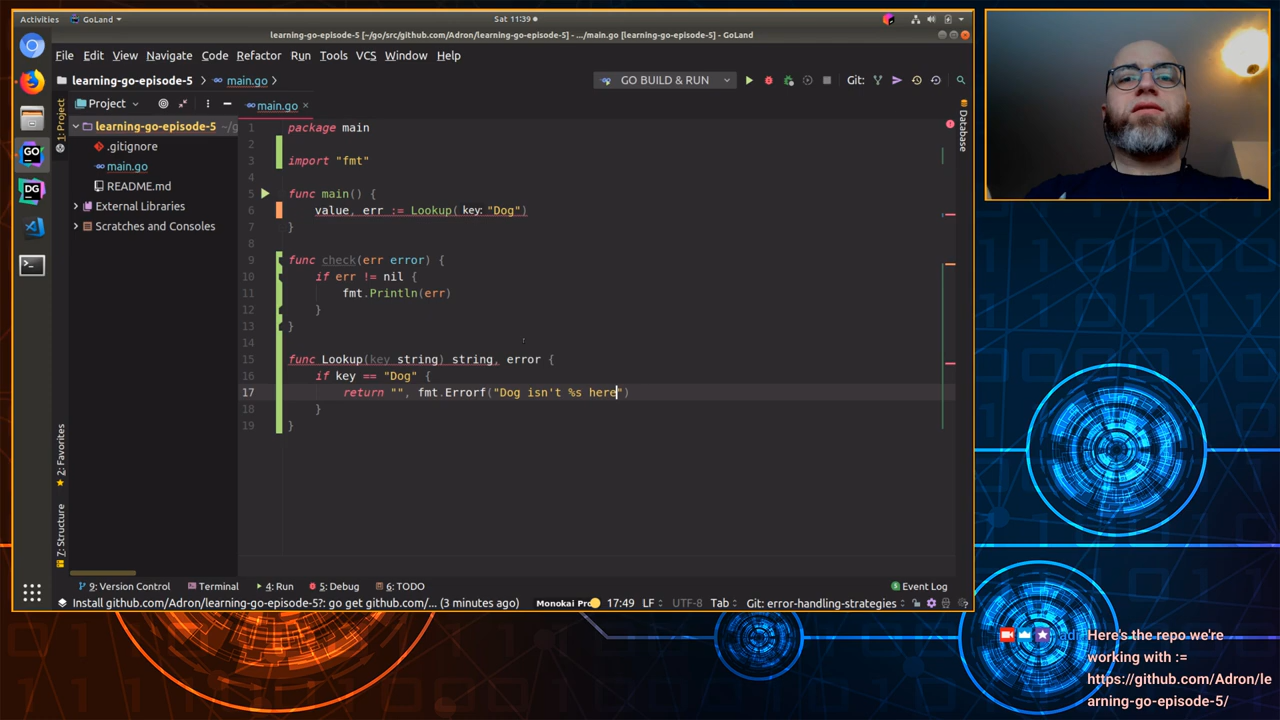 Activities
GoLand
Sat 11:39
learning-go-episode-5 [~/go/src/github.com/Adron/learning-go-episode-5] - .../main.go [learning-go-episode-5] - GoLand
File Edit View Navigate Code Refactor Run Tools VCS Window Help
learning-go-episode-5 main.go
GO BUILD & RUN
Git:
1: Project
Project
main.go
learning-go-episode-5 ~/g
.gitignore
main.go
README.md
External Libraries
Scratches and Consoles
1 package main
2
3 import "fmt"
4
5 func main() {
6 value, err := Lookup( key: "Dog")
7 }
8
9 func check(err error) {
10 if err != nil {
11 fmt.Println(err)
12 }
13 }
14
15 func Lookup(key string) string, error {
16 if key == "Dog" {
17 return "", fmt.Errorf("Dog isn't %s here")
18 }
19 }
Database
2: Favorites
7: Structure
9: Version Control Terminal 4: Run 5: Debug 6: TODO
Event Log
Install github.com/Adron/learning-go-episode-5?: go get github.com/... (3 minutes ago)
Monokai Pro 17:49 LF UTF-8 Tab Git: error-handling-strategies
GO
DG
Here's the repo we're
working with :=
https://github.com/Adron/le
arning-go-episode-5/